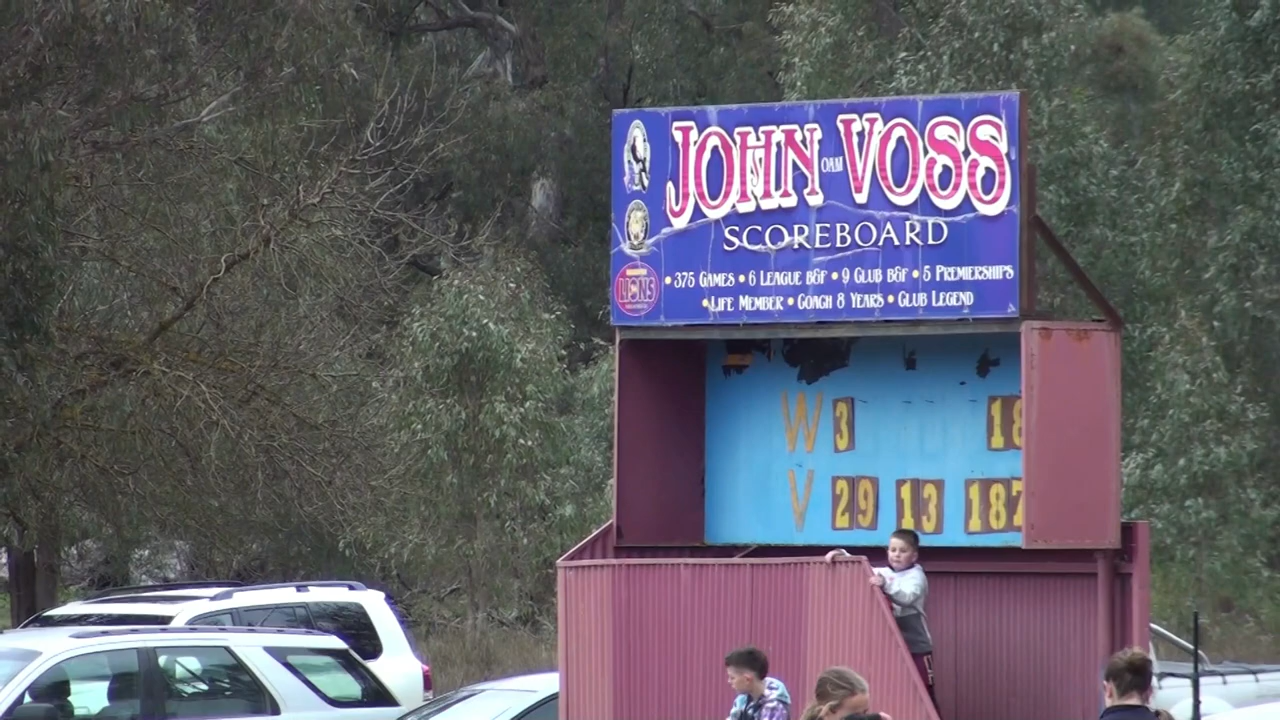 JOHN OAM VOSS
SCOREBOARD
• 375 GAMES • 6 LEAGUE B&F • 9 CLUB B&F • 5 PREMIERSHIPS
• LIFE MEMBER • COACH 8 YEARS • CLUB LEGEND
LIONS
W 3 18
V 29 13 187